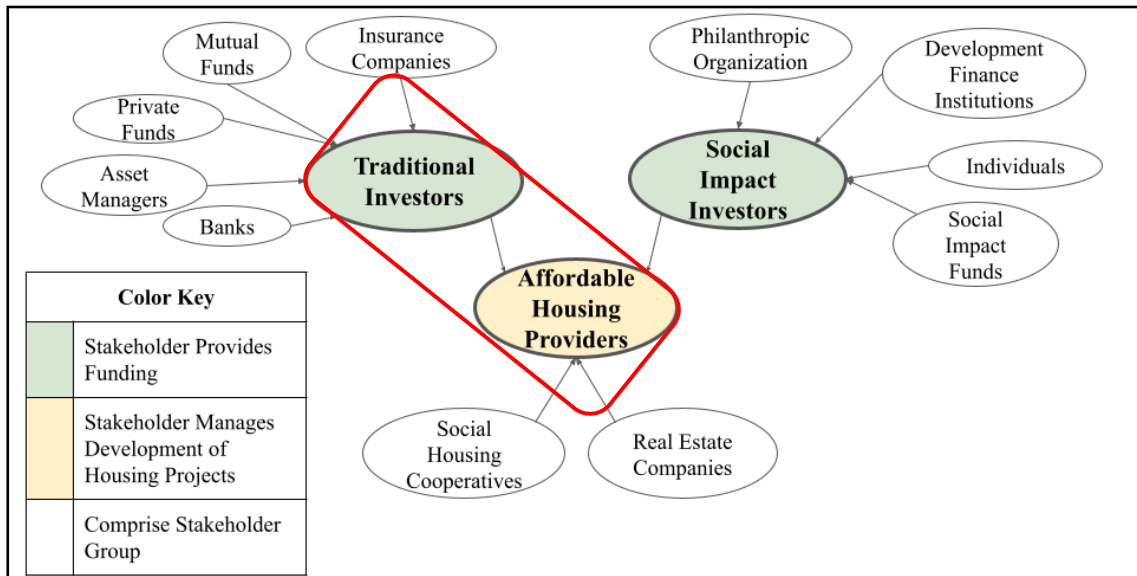 Mutual
Funds
Insurance
Companies
Philanthropic
Organization
Development
Finance
Institutions
Private
Funds
Traditional
Investors
Social
Impact
Investors
Individuals
Asset
Managers
Banks
Social
Impact
Funds
Affordable
Housing
Providers
Color Key
Stakeholder Provides
Funding
Stakeholder Manages
Development of
Housing Projects
Comprise Stakeholder
Group
Social
Housing
Cooperatives
Real Estate
Companies